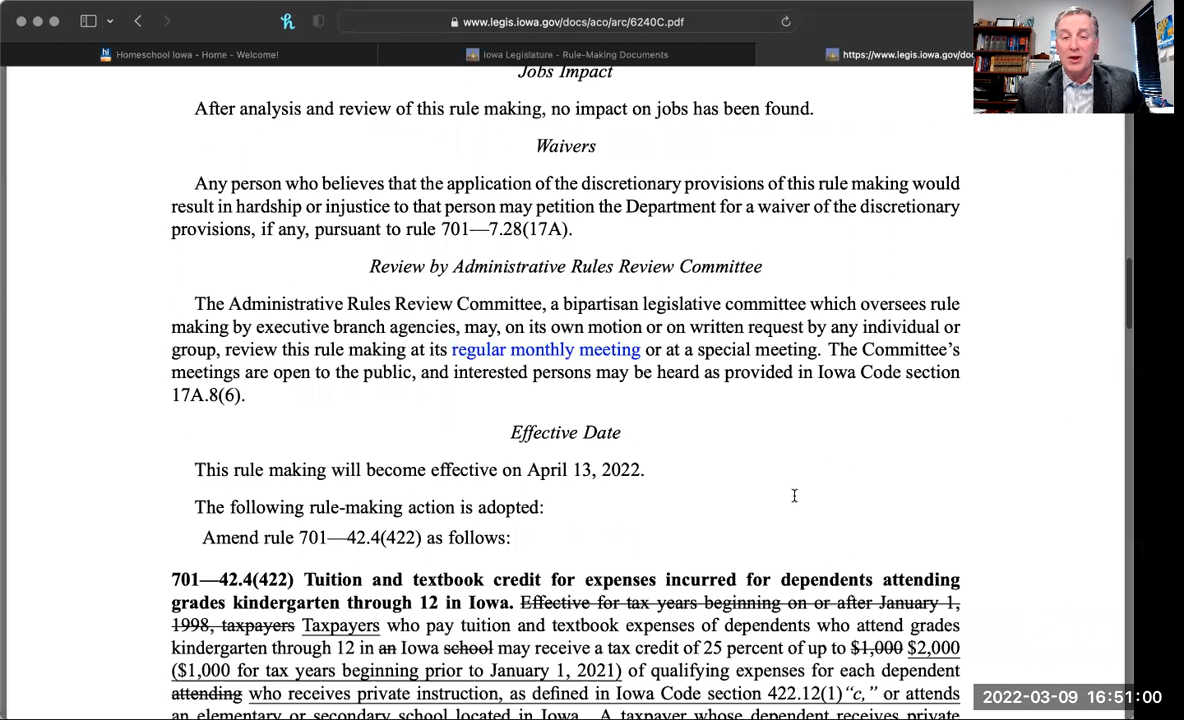 www.legis.iowa.gov/docs/aco/arc/6240C.pdf
Homeschool Iowa - Home - Welcome!
Iowa Legislature - Rule-Making Documents
https://www.legis.iowa.gov/doc
Jobs Impact
After analysis and review of this rule making, no impact on jobs has been found.
Waivers
Any person who believes that the application of the discretionary provisions of this rule making would
result in hardship or injustice to that person may petition the Department for a waiver of the discretionary
provisions, if any, pursuant to rule 701—7.28(17A).
Review by Administrative Rules Review Committee
The Administrative Rules Review Committee, a bipartisan legislative committee which oversees rule
making by executive branch agencies, may, on its own motion or on written request by any individual or
group, review this rule making at its regular monthly meeting or at a special meeting. The Committee's
meetings are open to the public, and interested persons may be heard as provided in Iowa Code section
17A.8(6).
Effective Date
This rule making will become effective on April 13, 2022.
The following rule-making action is adopted:
Amend rule 701—42.4(422) as follows:
701—42.4(422) Tuition and textbook credit for expenses incurred for dependents attending
grades kindergarten through 12 in Iowa. Effective for tax years beginning on or after January 1,
1998, taxpayers Taxpayers who pay tuition and textbook expenses of dependents who attend grades
kindergarten through 12 in an Iowa school may receive a tax credit of 25 percent of up to $1,000 $2,000
($1,000 for tax years beginning prior to January 1, 2021) of qualifying expenses for each dependent
attending who receives private instruction, as defined in Iowa Code section 422.12(1)"c," or attends
an elementary or secondary school located in Iowa. A taxpayer whose dependent receives private
2022-03-09 16:51:00